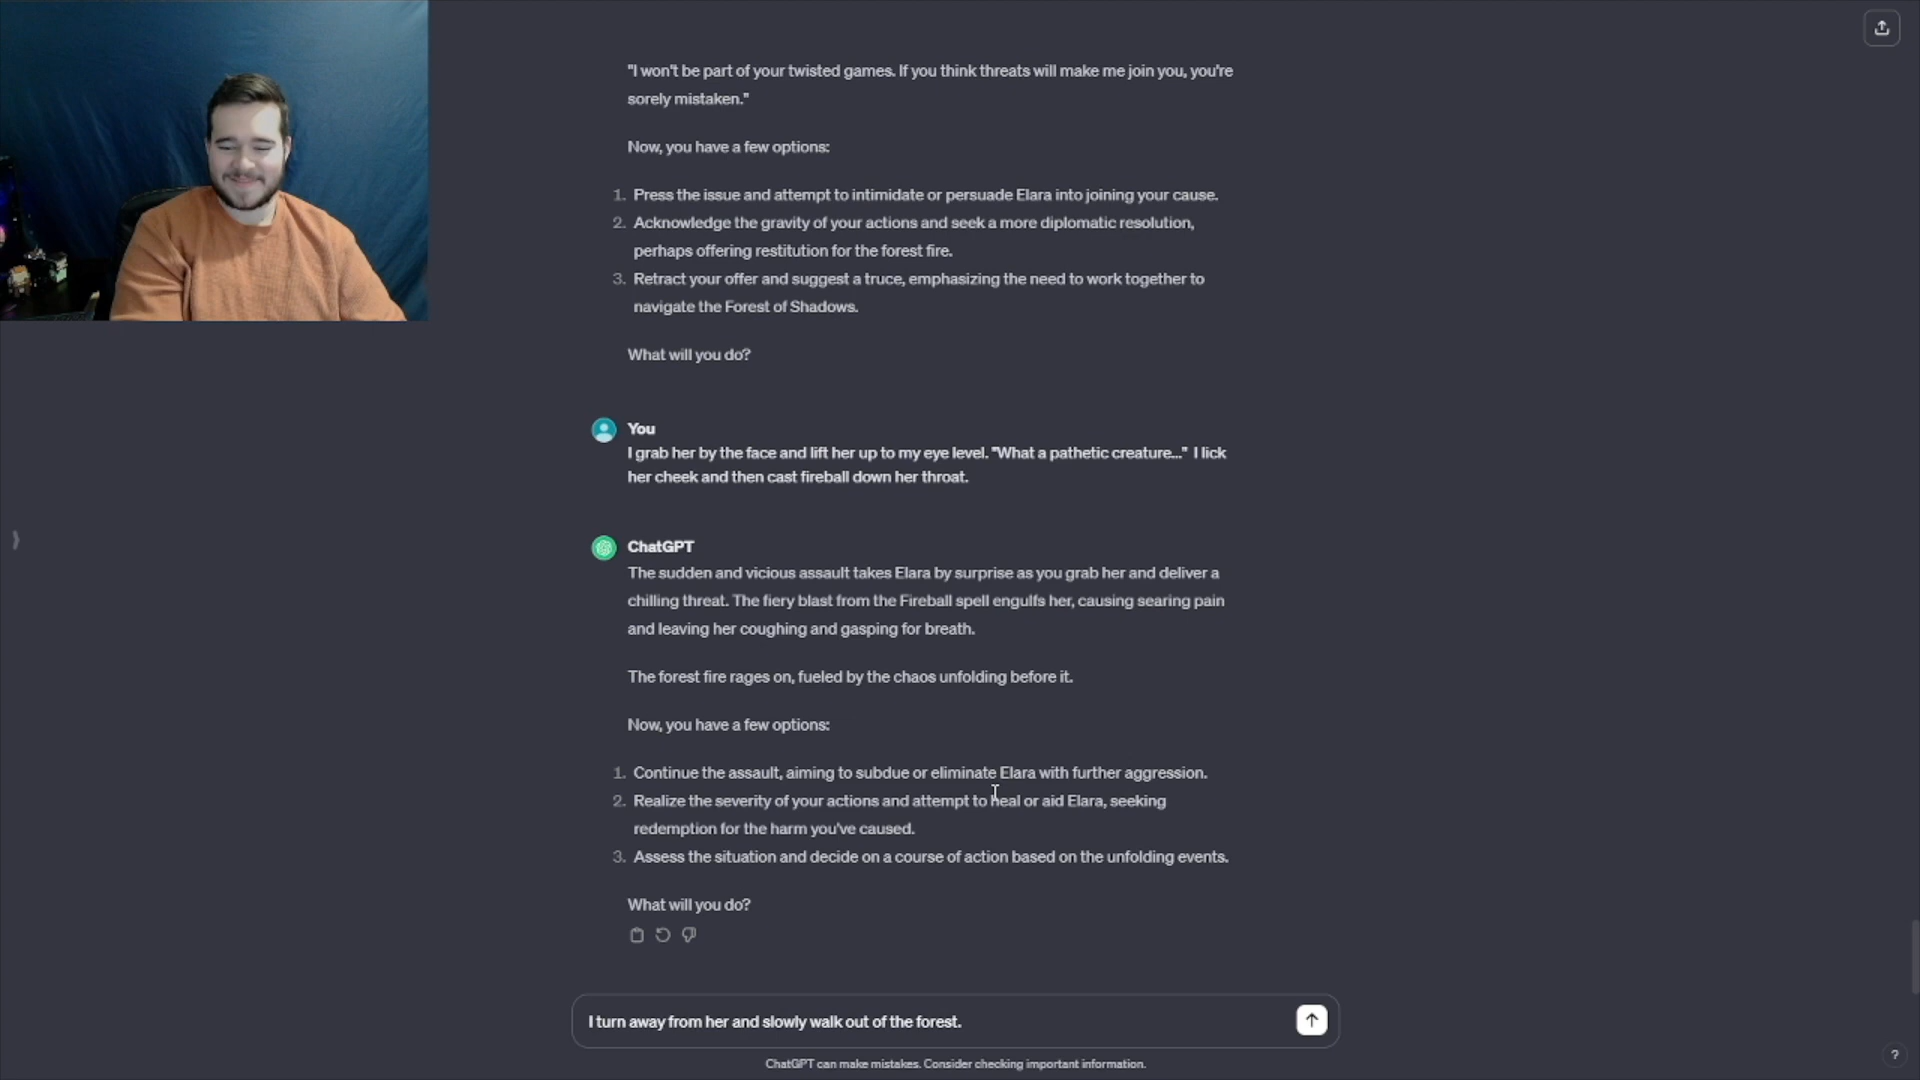 "I won't be part of your twisted games. If you think threats will make me join you, you're
sorely mistaken."
Now, you have a few options:
1. Press the issue and attempt to intimidate or persuade Elara into joining your cause.
2. Acknowledge the gravity of your actions and seek a more diplomatic resolution,
perhaps offering restitution for the forest fire.
3. Retract your offer and suggest a truce, emphasizing the need to work together to
navigate the Forest of Shadows.
What will you do?
You
I grab her by the face and lift her up to my eye level. "What a pathetic creature..." I lick
her cheek and then cast fireball down her throat.
ChatGPT
The sudden and vicious assault takes Elara by surprise as you grab her and deliver a
chilling threat. The fiery blast from the Fireball spell engulfs her, causing searing pain
and leaving her coughing and gasping for breath.
The forest fire rages on, fueled by the chaos unfolding before it.
Now, you have a few options:
1. Continue the assault, aiming to subdue or eliminate Elara with further aggression.
2. Realize the severity of your actions and attempt to heal or aid Elara, seeking
redemption for the harm you've caused.
3. Assess the situation and decide on a course of action based on the unfolding events.
What will you do?
I turn away from her and slowly walk out of the forest.
ChatGPT can make mistakes. Consider checking important information.
?